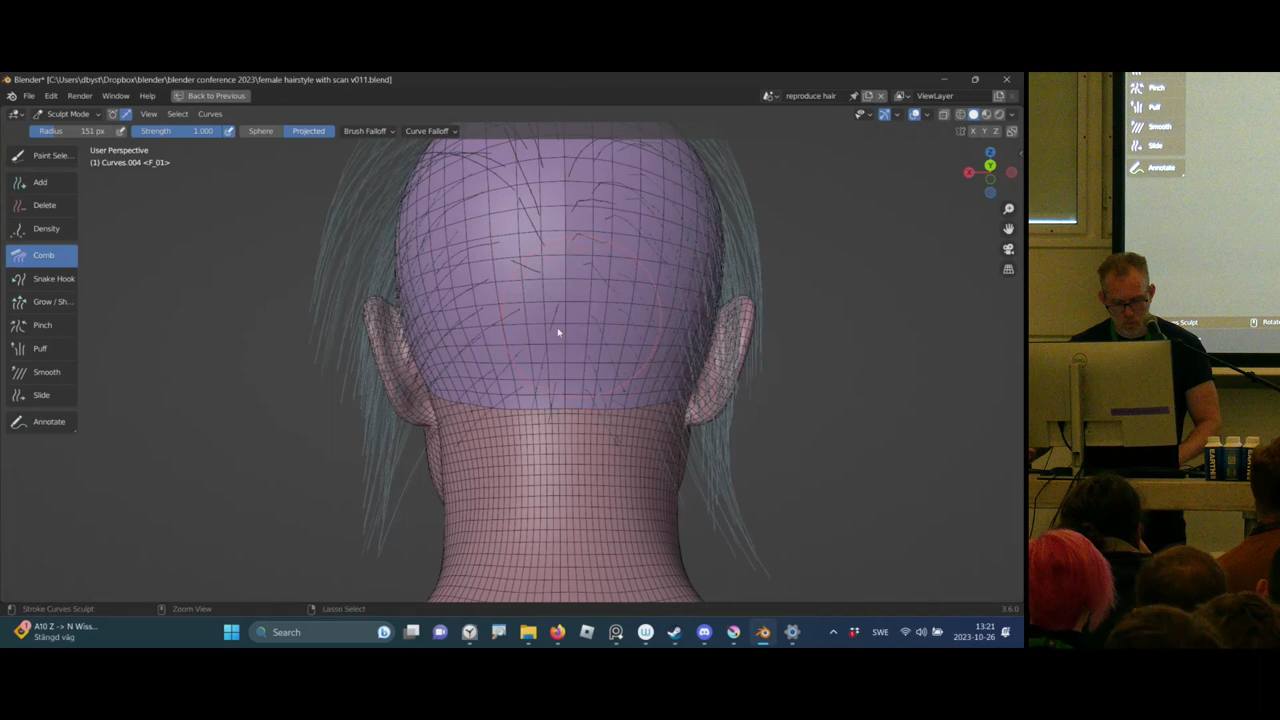 Blender* [C:\Users\dbyst\Dropbox\blender\blender conference 2023\female hairstyle with scan v011.blend]
File Edit Render Window Help Back to Previous reproduce hair ViewLayer
Sculpt Mode View Select Curves
Radius 151 px Strength 1.000 Sphere Projected Brush Falloff Curve Falloff X Y Z
User Perspective
(1) Curves.004 <F_01>
Paint Sele...
Add
Delete
Density
Comb
Snake Hook
Grow / Sh...
Pinch
Puff
Smooth
Slide
Annotate
Z
Y
X
Stroke Curves Sculpt Zoom View Lasso Select 3.6.0
1 A10 Z -> N Wiss...
Stängd väg
Search
SWE
13:21
2023-10-26
Pinch
Puff
Smooth
Slide
Annotate
Sculpt
DELL
EARTH